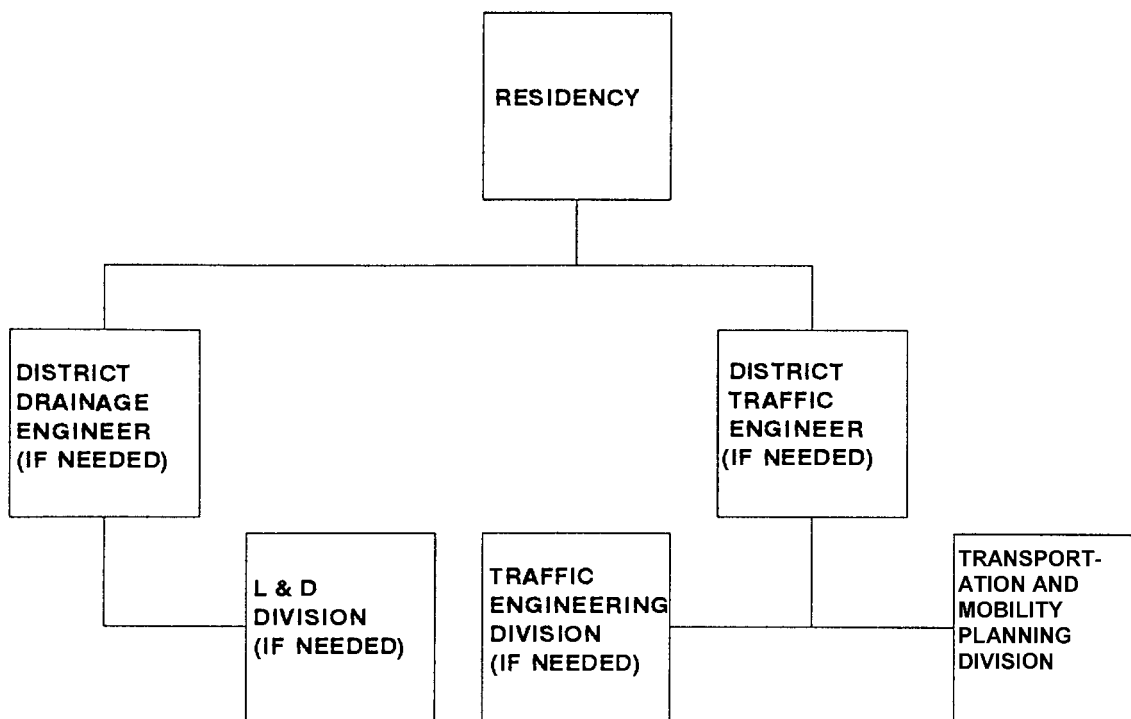 RESIDENCY
DISTRICT
DRAINAGE
ENGINEER
(IF NEEDED)
DISTRICT
TRAFFIC
ENGINEER
(IF NEEDED)
L & D
DIVISION
(IF NEEDED)
TRAFFIC
ENGINEERING
DIVISION
(IF NEEDED)
TRANSPORT-
ATION AND
MOBILITY
PLANNING
DIVISION